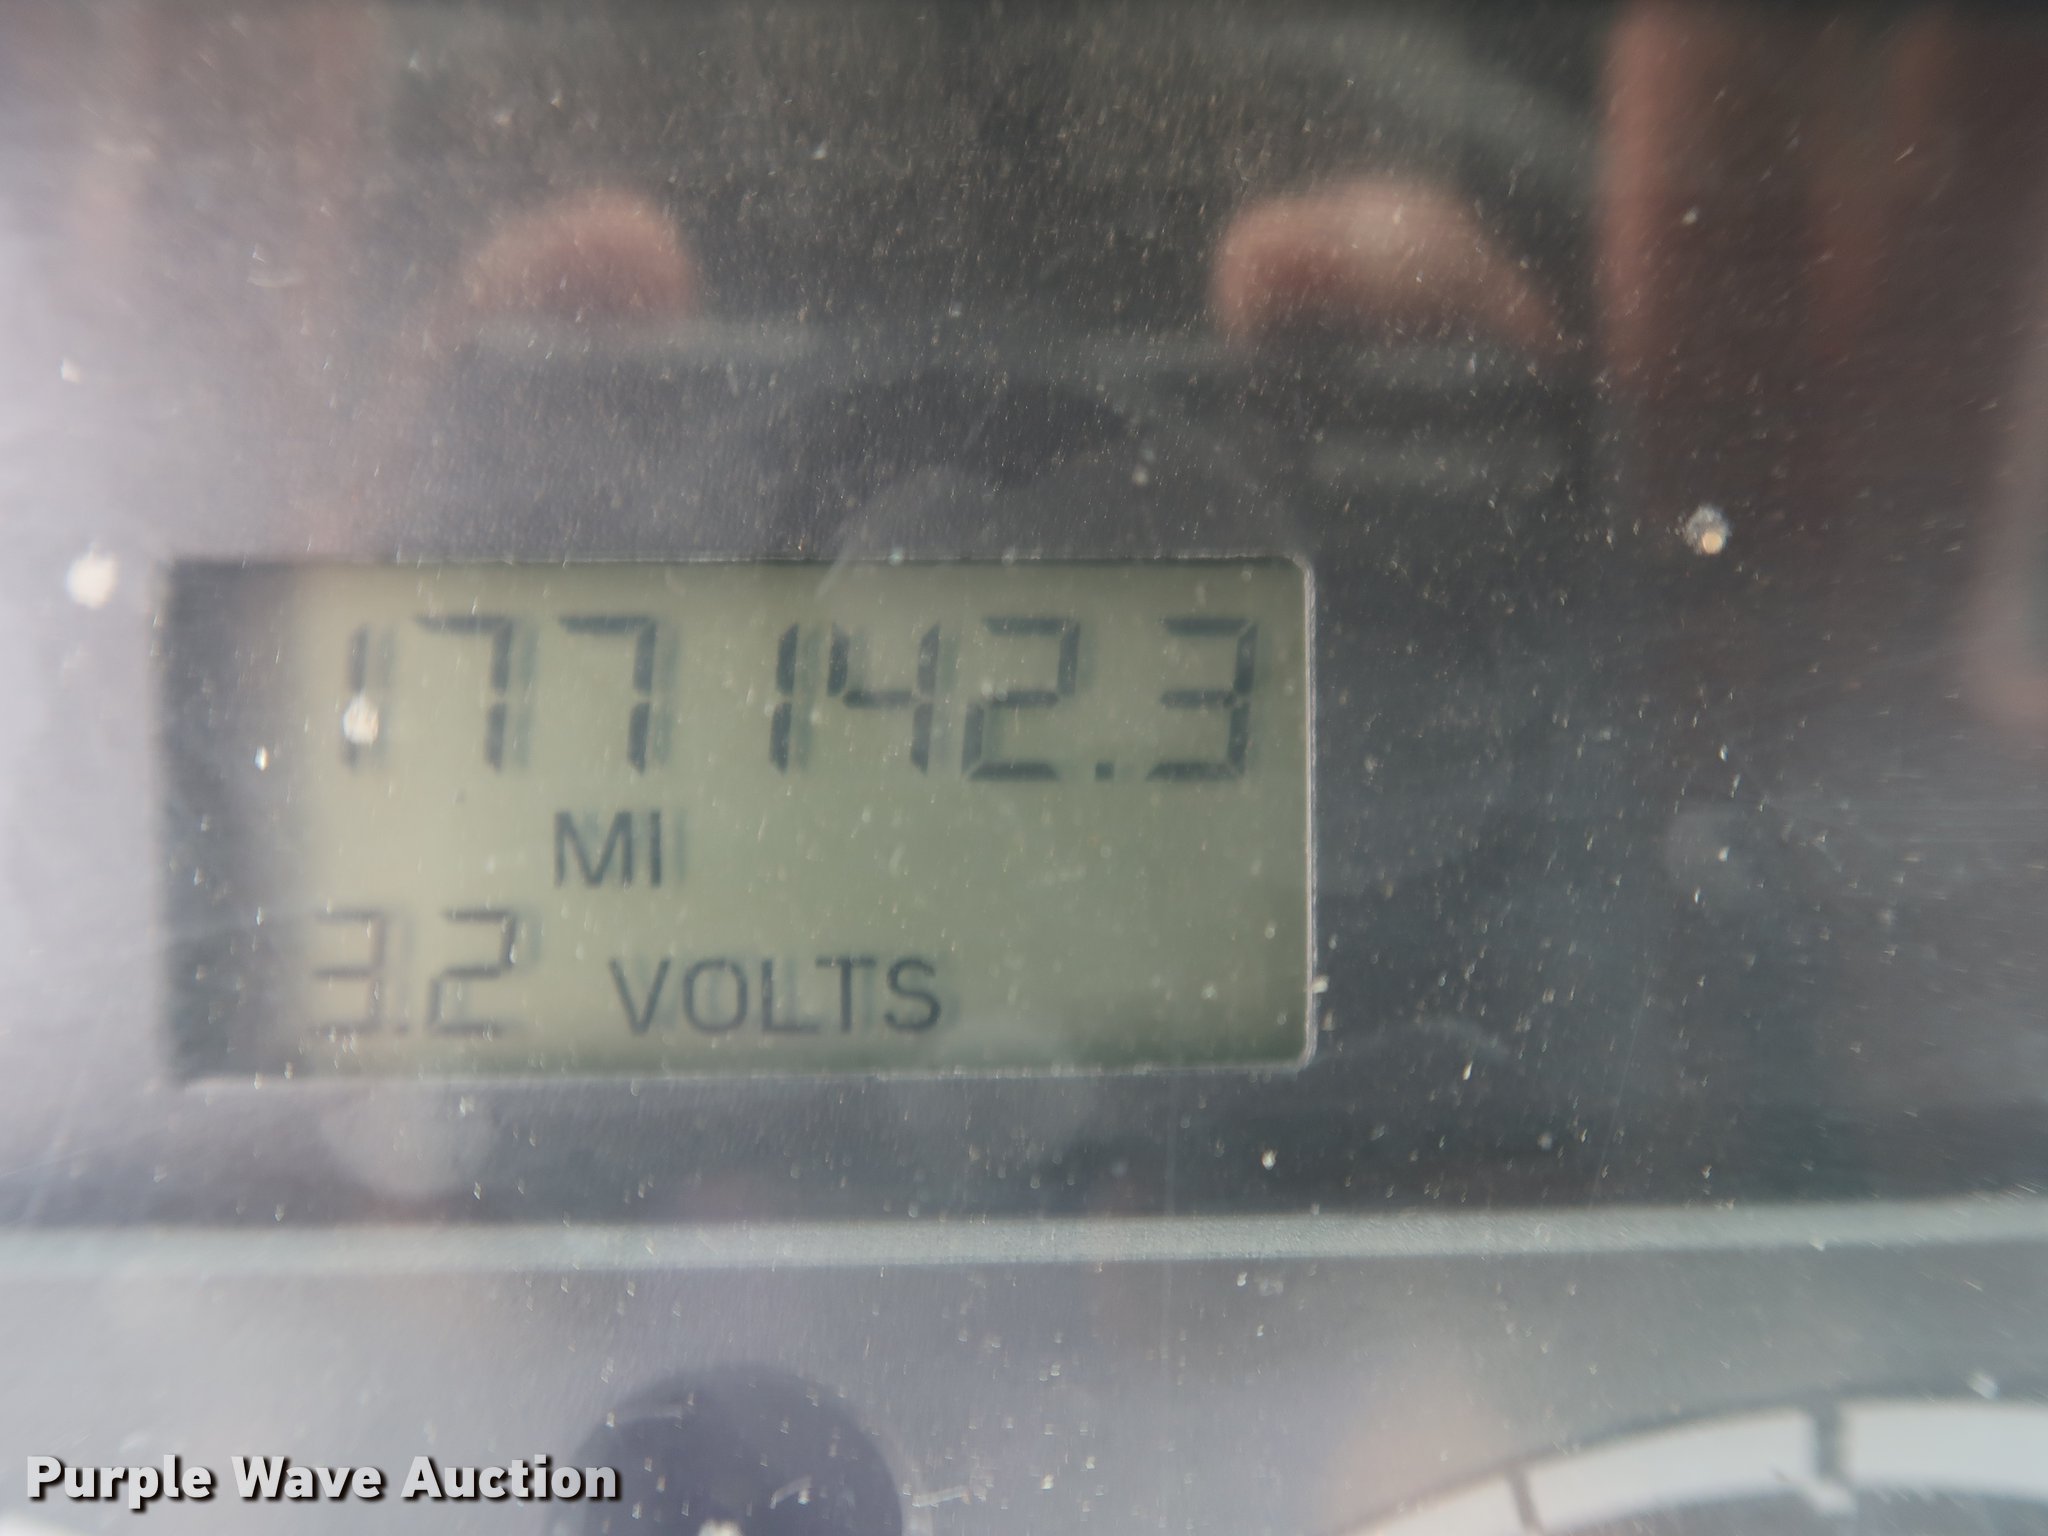 177142.3
MI
3.2 VOLTS
Purple Wave Auction